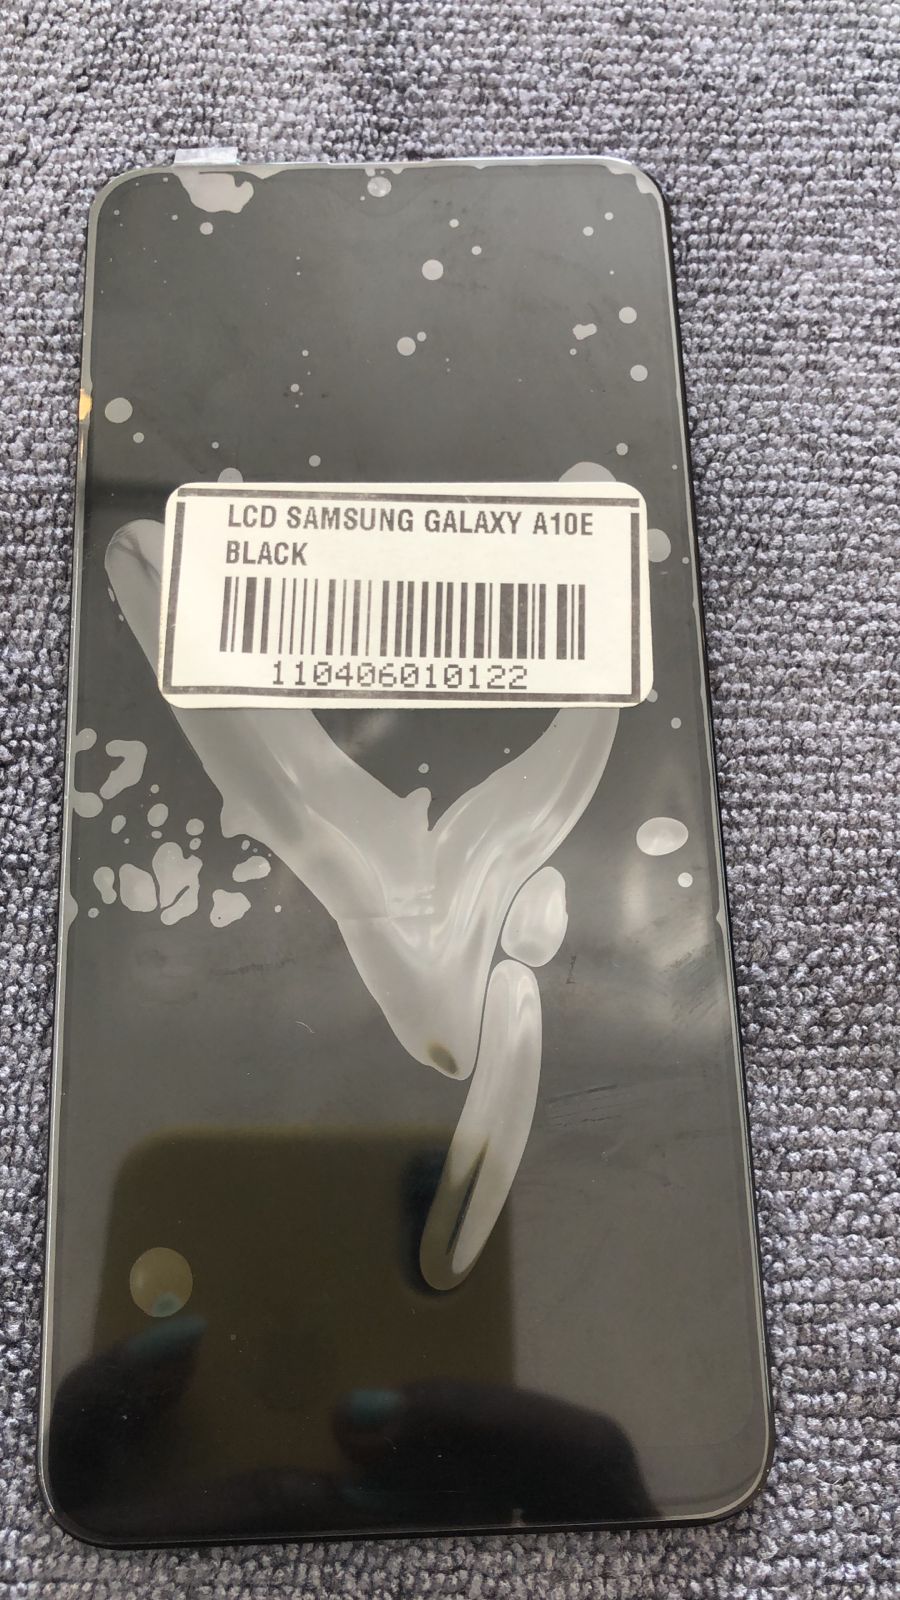 LCD SAMSUNG GALAXY A10E
BLACK
110406010122